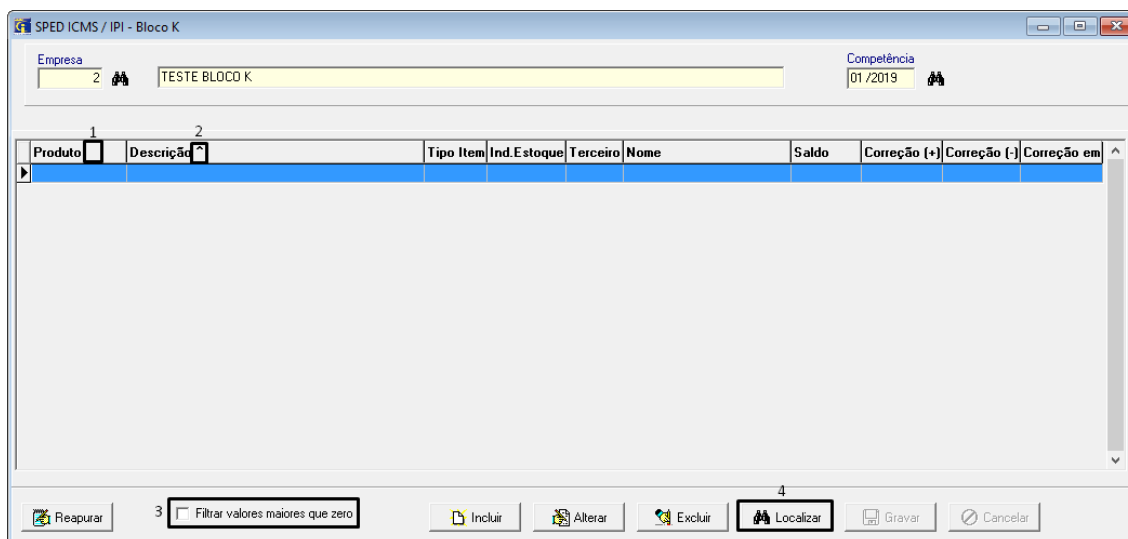 SPED ICMS / IPI - Bloco K
Empresa Competência
2 TESTE BLOCO K 01 /2019
1 2
Produto Descrição ^ Tipo Item Ind.Estoque Terceiro Nome Saldo Correção (+) Correção (-) Correção em
4
Reapurar 3 Filtrar valores maiores que zero Incluir Alterar Excluir Localizar Gravar Cancelar